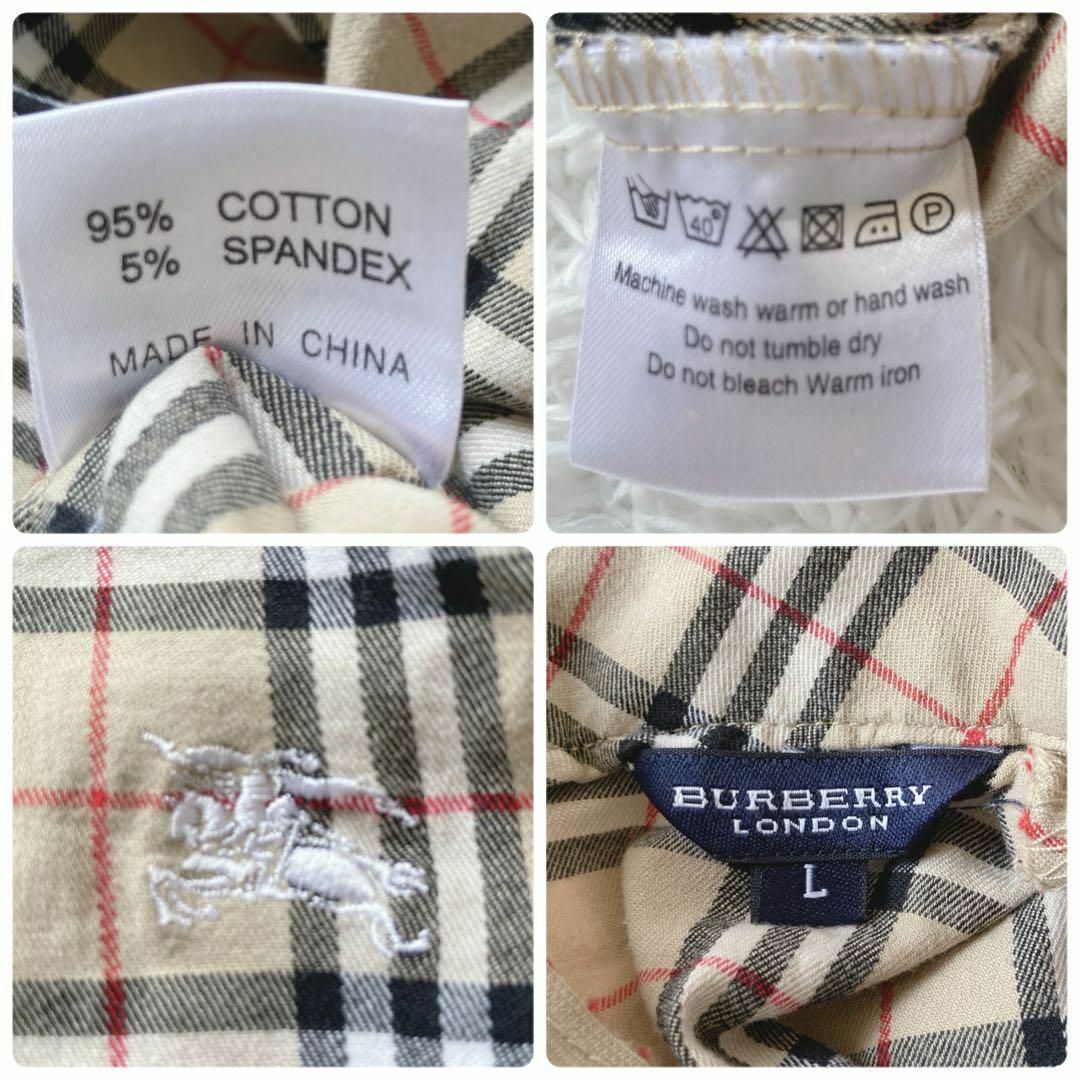 95% COTTON
5% SPANDEX
MADE IN CHINA
40°
P
Machine wash warm or hand wash
Do not tumble dry
Do not bleach Warm iron
BURBERRY
LONDON
L